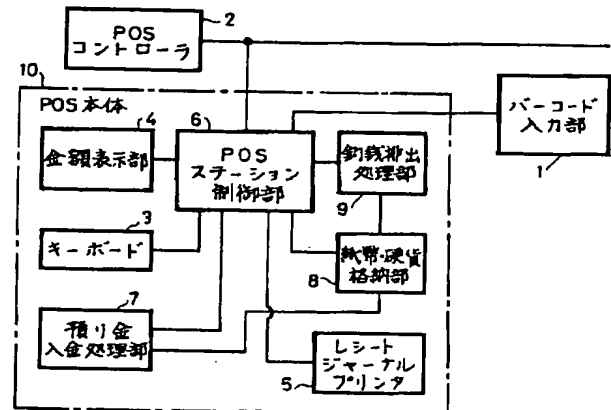 2
POS
コントローラ
10
POS本体
4
金額表示部
6
POS
ステーション
制御部
釣銭排出
処理部
9
バーコード
入力部
1
3
キーボード
紙幣・硬貨
格納部
8
7
預り金
入金処理部
レシート
ジャーナル
プリンタ
5